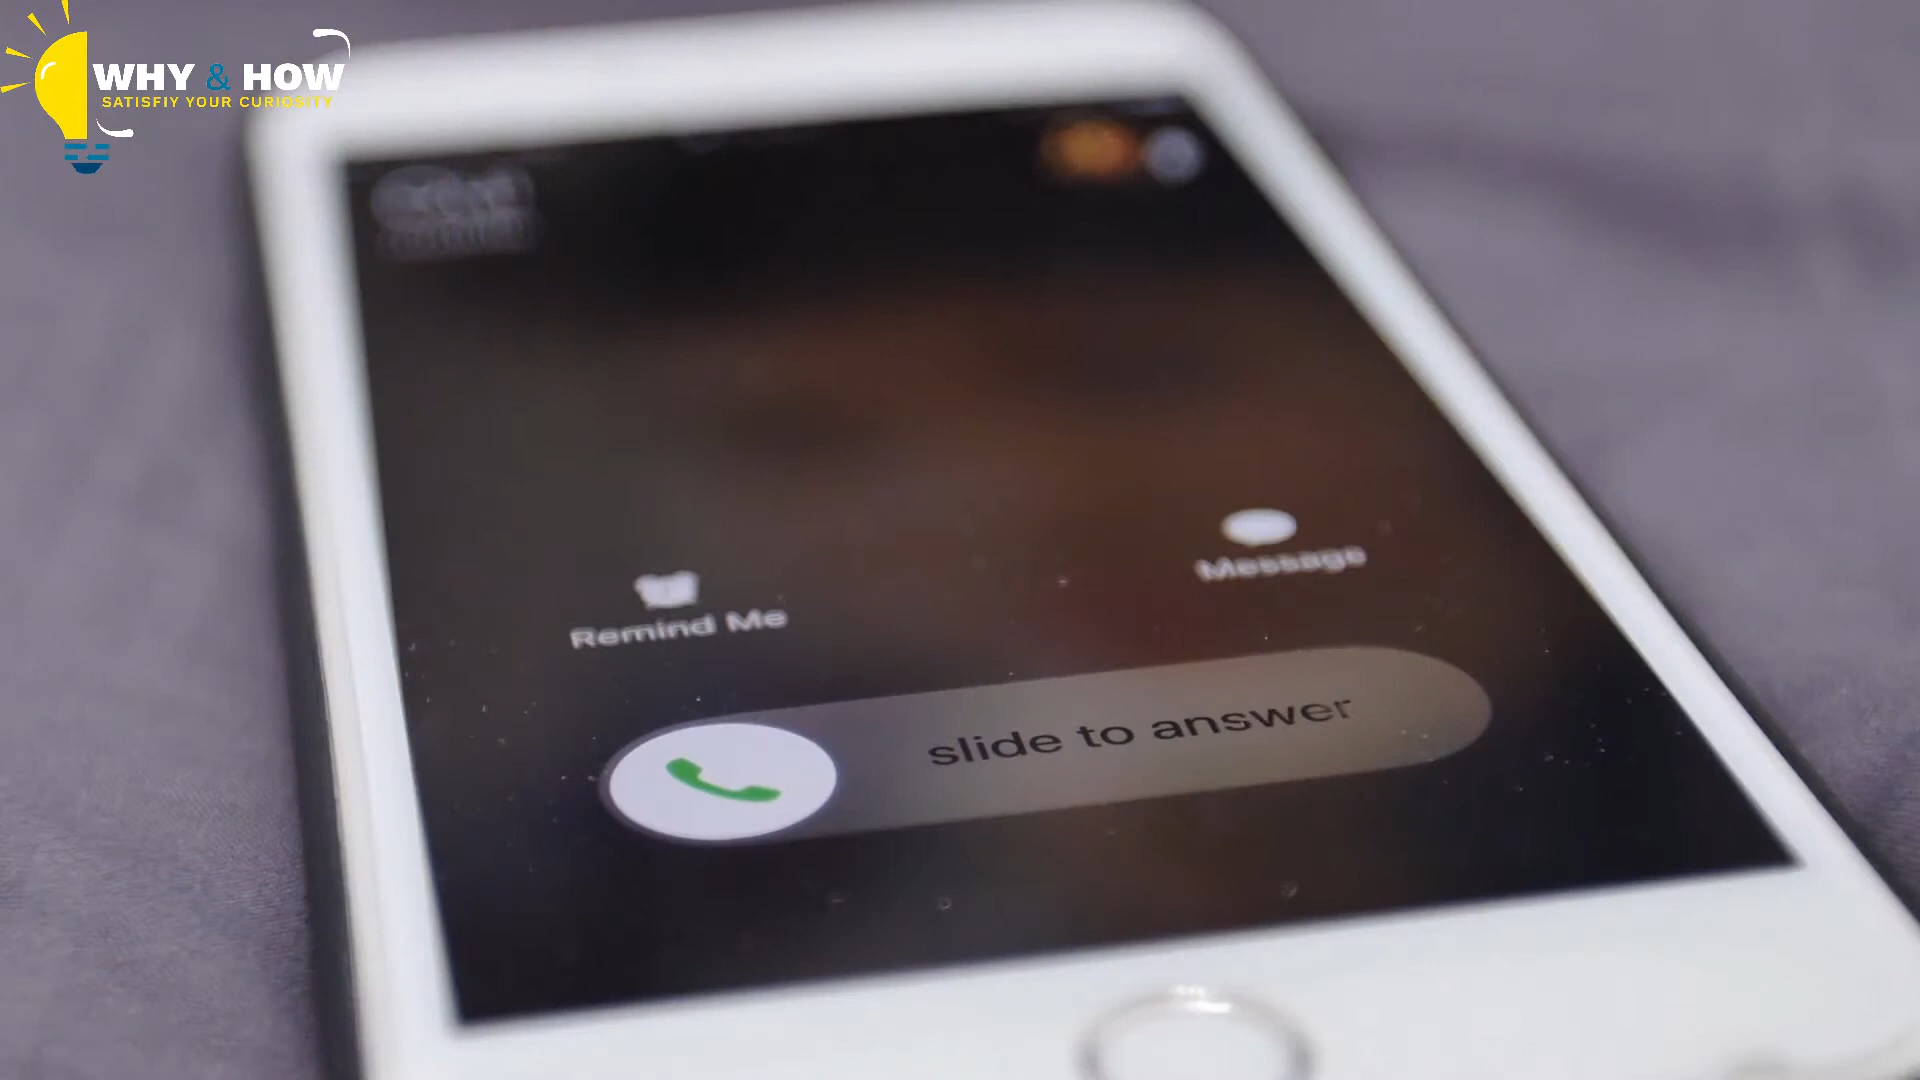 WHY & HOW
SATISFIY YOUR CURIOSITY
Remind Me
Message
slide to answer